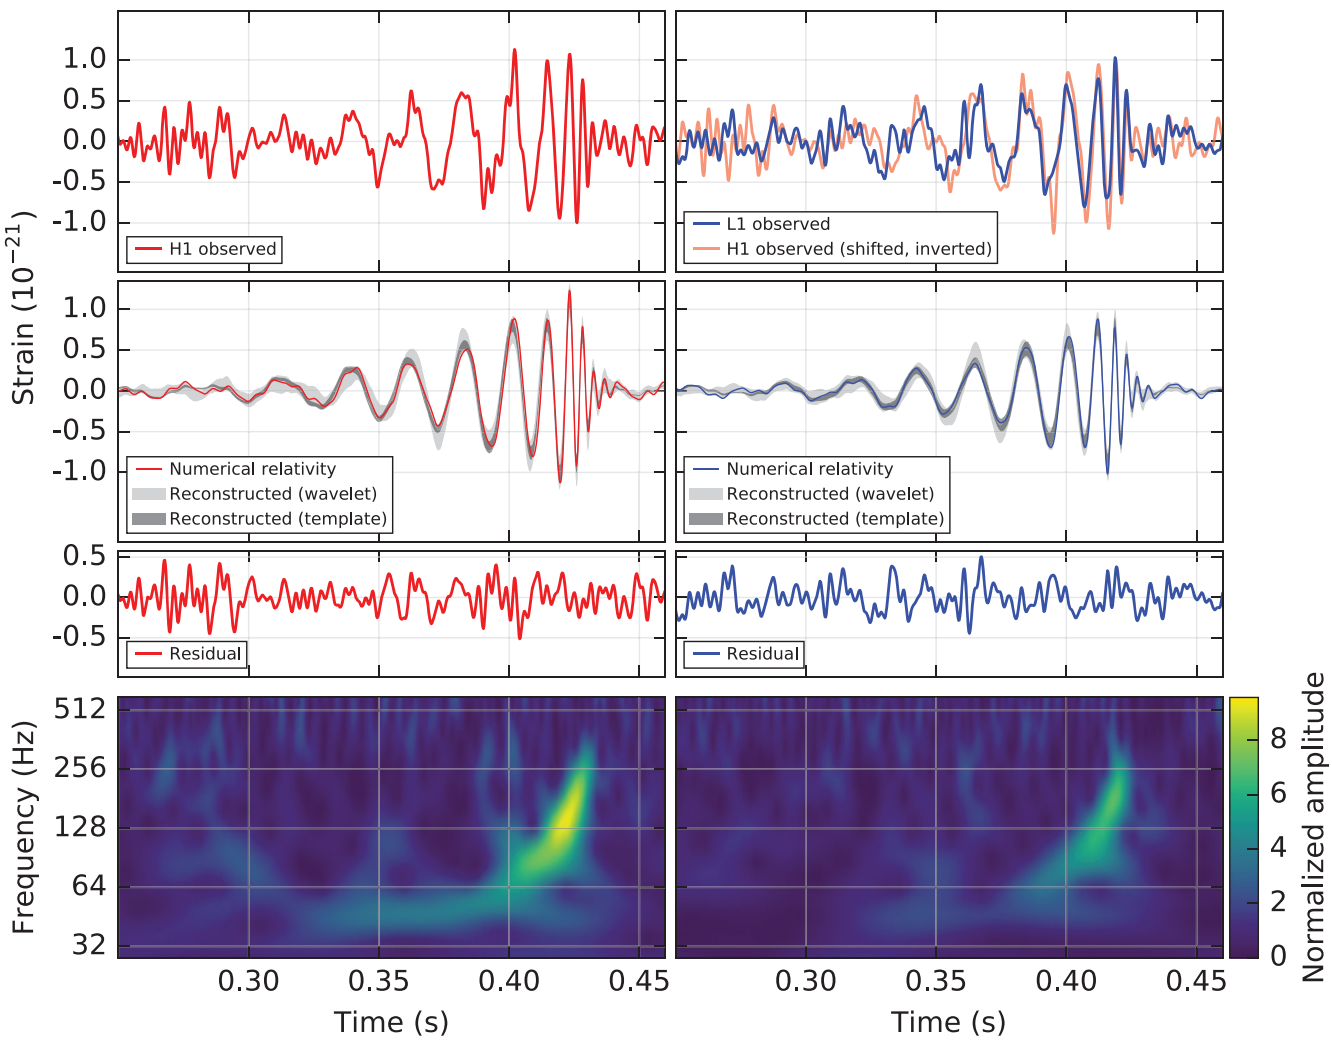 1.0
0.5
0.0
-0.5
-1.0
H1 observed
L1 observed
H1 observed (shifted, inverted)
Strain (10⁻²¹)
1.0
0.5
0.0
-0.5
-1.0
Numerical relativity
Reconstructed (wavelet)
Reconstructed (template)
Numerical relativity
Reconstructed (wavelet)
Reconstructed (template)
0.5
0.0
-0.5
Residual
Residual
Frequency (Hz)
512
256
128
64
32
0.30 0.35 0.40 0.45
Time (s)
0.30 0.35 0.40 0.45
Time (s)
8
6
4
2
0
Normalized amplitude